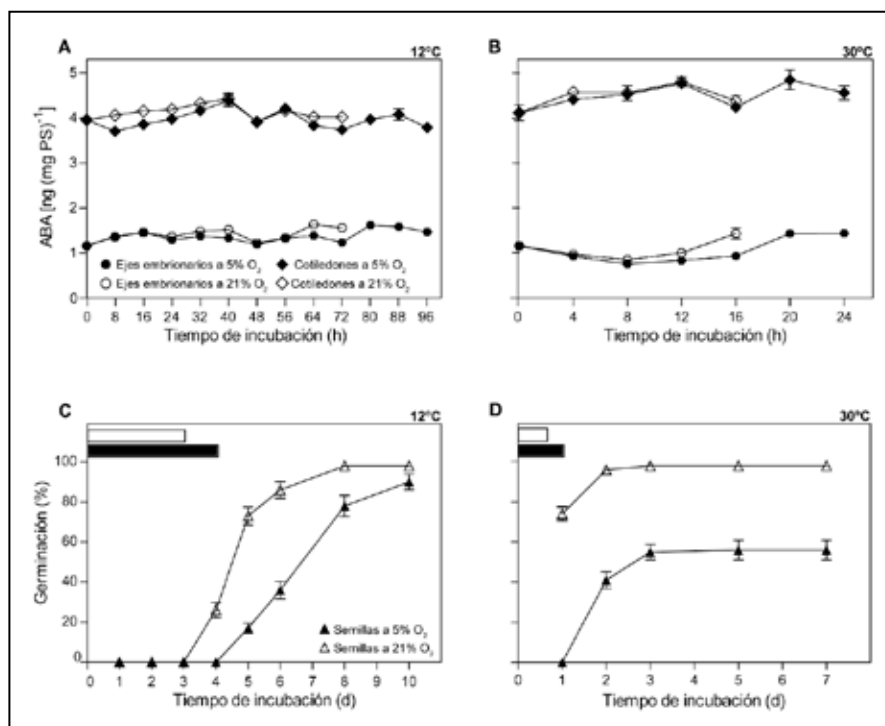 A
12°C
ABA [ng (mg PS)⁻¹]
5
4
3
2
1
0
● Ejes embrionarios a 5% O₂ ◆ Cotiledones a 5% O₂
○ Ejes embrionarios a 21% O₂ ◇ Cotiledones a 21% O₂
0 8 16 24 32 40 48 56 64 72 80 88 96
Tiempo de incubación (h)
B
30°C
0 4 8 12 16 20 24
Tiempo de incubación (h)
C
12°C
Germinación (%)
100
80
60
40
20
0
▲ Semillas a 5% O₂
△ Semillas a 21% O₂
0 1 2 3 4 5 6 8 10
Tiempo de incubación (d)
D
30°C
0 1 2 3 5 7
Tiempo de incubación (d)